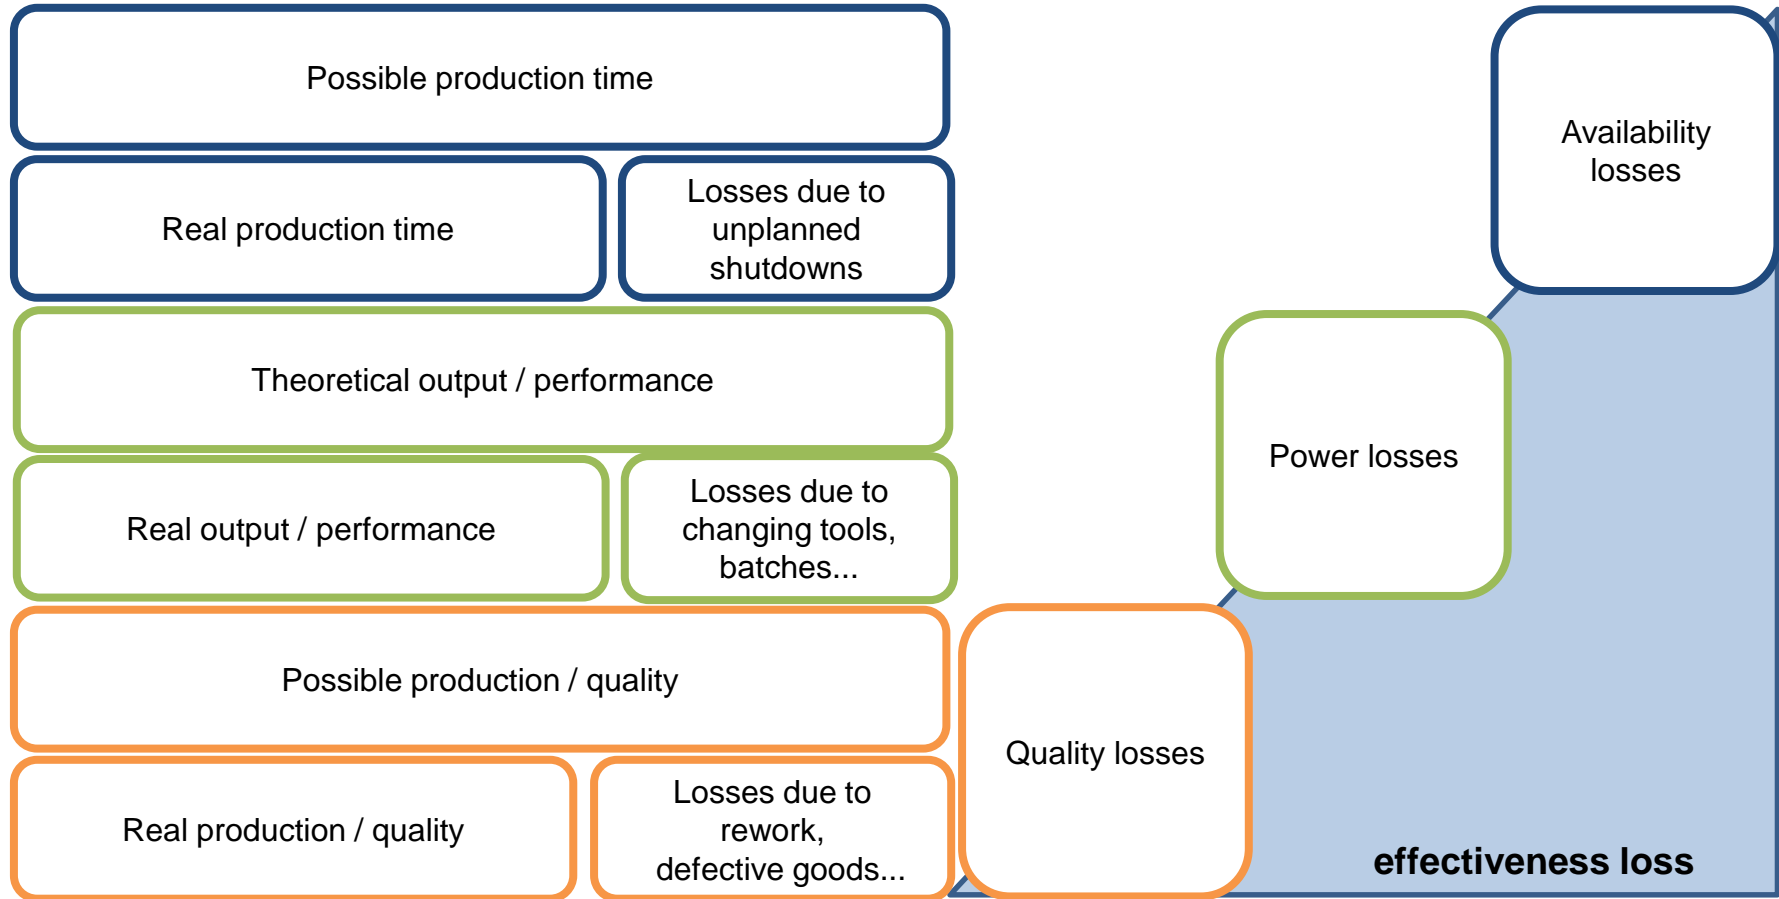 Possible production time
Availability
losses
Real production time
Losses due to
unplanned
shutdowns
Theoretical output / performance
Power losses
Real output / performance
Losses due to
changing tools,
batches...
Possible production / quality
Quality losses
Real production / quality
Losses due to
rework,
defective goods...
effectiveness loss